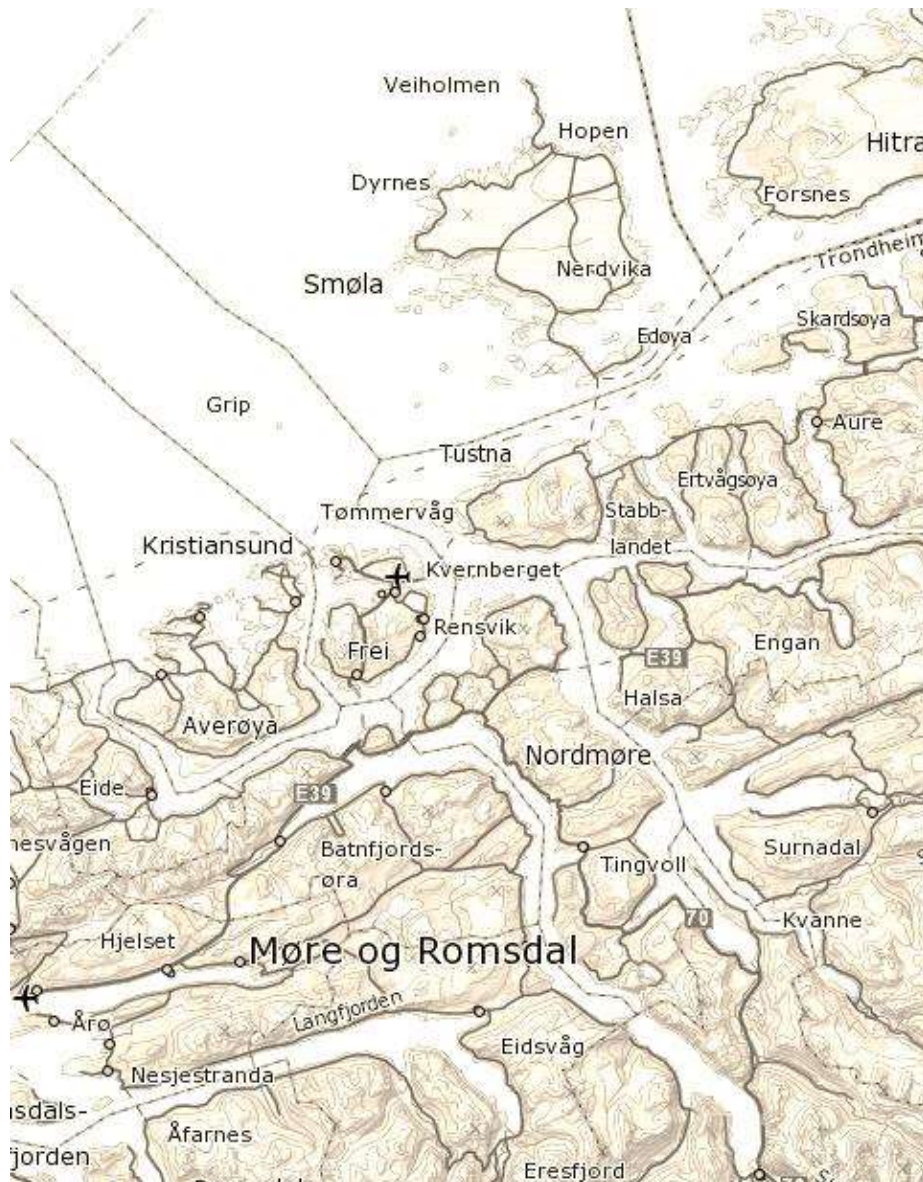 Veiholmen
Hopen
Hitra
Dyrnes
Forsnes
Trondheim
Nerdvika
Smøla
Skardsøya
Edøya
Grip
Aure
Tustna
Ertvågsøya
Tømmervåg
Stabb-
landet
Kristiansund
Kvernberget
Rensvik
Engan
Frei
E39
Halsa
Averøya
Nordmøre
Eide
E39
nesvågen
Batnfjords-
øra
Tingvoll
Surnadal
70
Kvanne
Hjelset
Møre og Romsdal
Langfjorden
Årø
Eidsvåg
Nesjestranda
ısdals-
fjorden
Åfarnes
Eresfjord